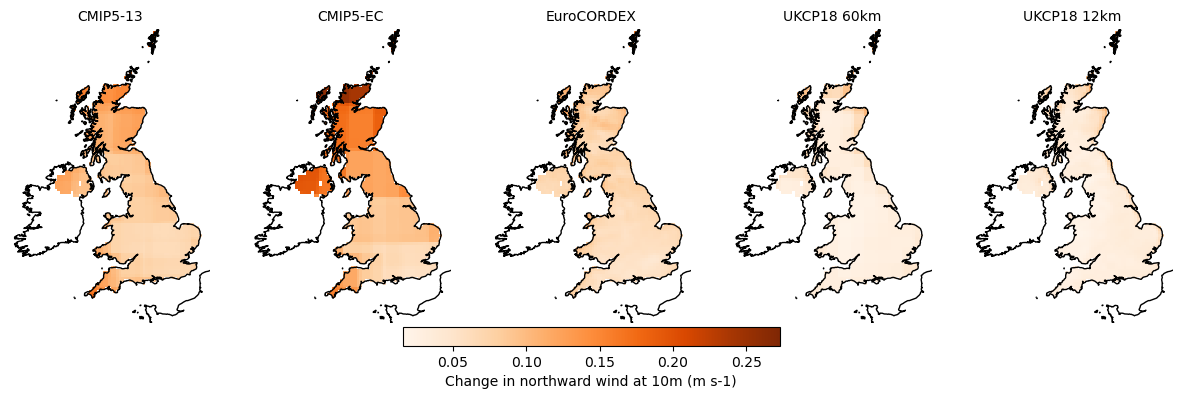 CMIP5-13
CMIP5-EC
EuroCORDEX
UKCP18 60km
UKCP18 12km
0.05
0.10
0.15
0.20
0.25
Change in northward wind at 10m (m s-1)